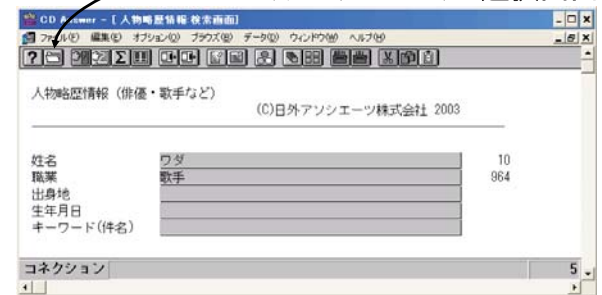 CD Answer - [ 人物略歴情報 検索画面]
ファイル(F) 編集(E) オプション(O) ブラウズ(B) データ(D) ウィンドウ(W) ヘルプ(H)
人物略歴情報（俳優・歌手など）
(C)日外アソシエーツ株式会社 2003
姓名 ワダ 10
職業 歌手 964
出身地
生年月日
キーワード(件名)
コネクション 5